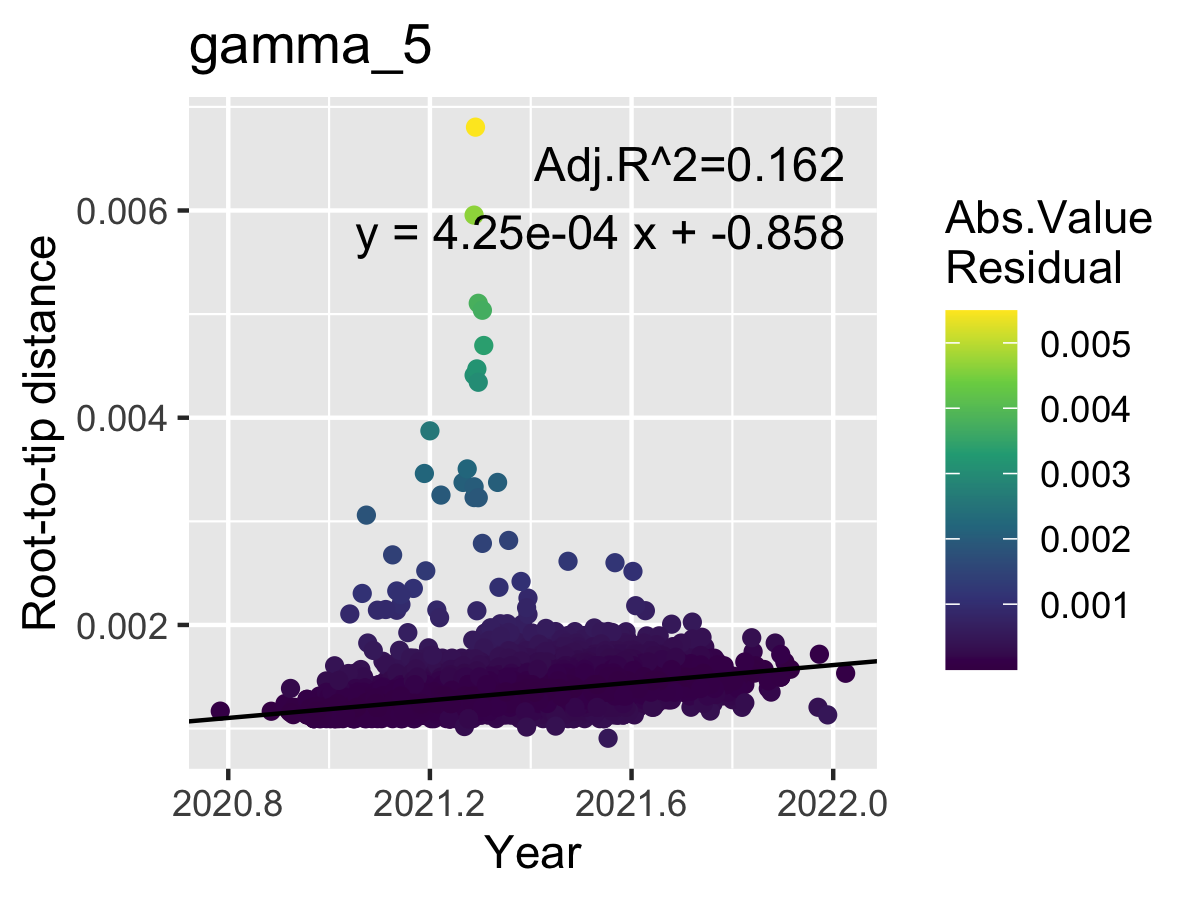 gamma_5
Adj.R^2=0.162
y = 4.25e-04 x + -0.858
Root-to-tip distance
0.006
0.004
0.002
2020.8
2021.2
2021.6
2022.0
Year
Abs.Value
Residual
0.005
0.004
0.003
0.002
0.001